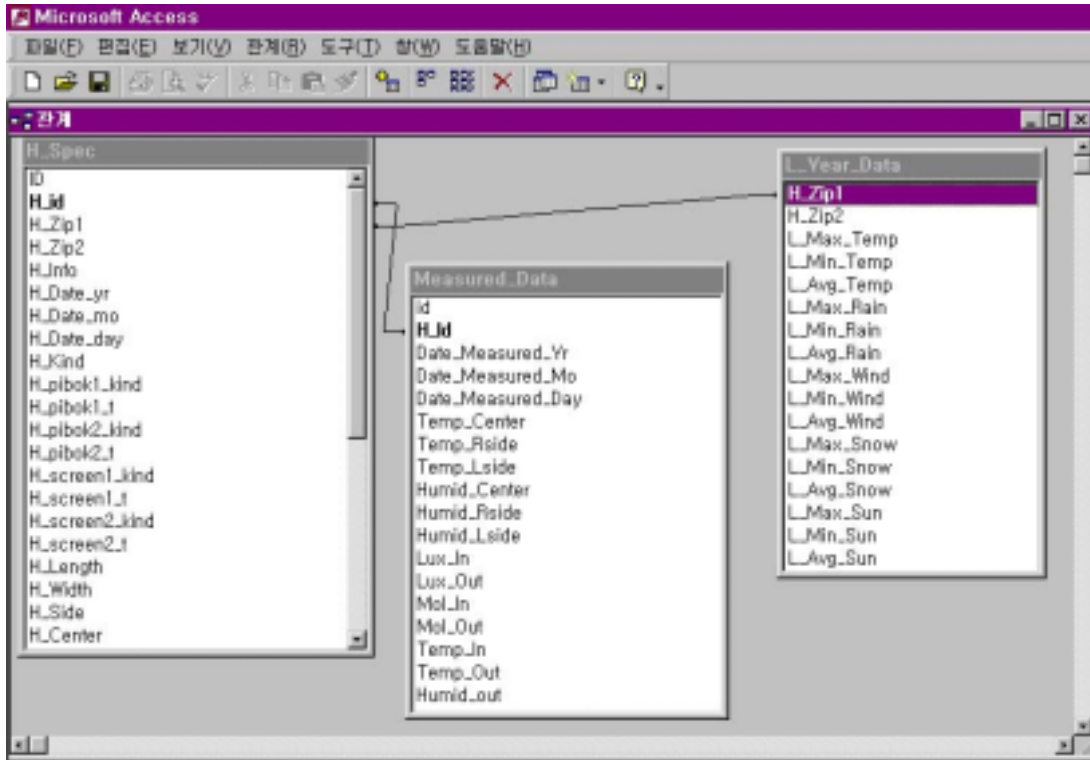 Microsoft Access
파일(F) 편집(E) 보기(V) 관계(R) 도구(T) 창(W) 도움말(H)
관계
H_Spec
ID
H_id
H_Zip1
H_Zip2
H_Info
H_Date_yr
H_Date_mo
H_Date_day
H_Kind
H_pibok1_kind
H_pibok1_t
H_pibok2_kind
H_pibok2_t
H_screen1_kind
H_screen1_t
H_screen2_kind
H_screen2_t
H_Length
H_Width
H_Side
H_Center
Measured_Data
id
H_Id
Date_Measured_Yr
Date_Measured_Mo
Date_Measured_Day
Temp_Center
Temp_Rside
Temp_Lside
Humid_Center
Humid_Rside
Humid_Lside
Lux_In
Lux_Out
Mol_In
Mol_Out
Temp_In
Temp_Out
Humid_out
L_Year_Data
H_Zip1
H_Zip2
L_Max_Temp
L_Min_Temp
L_Avg_Temp
L_Max_Rain
L_Min_Rain
L_Avg_Rain
L_Max_Wind
L_Min_Wind
L_Avg_Wind
L_Max_Snow
L_Min_Snow
L_Avg_Snow
L_Max_Sun
L_Min_Sun
L_Avg_Sun